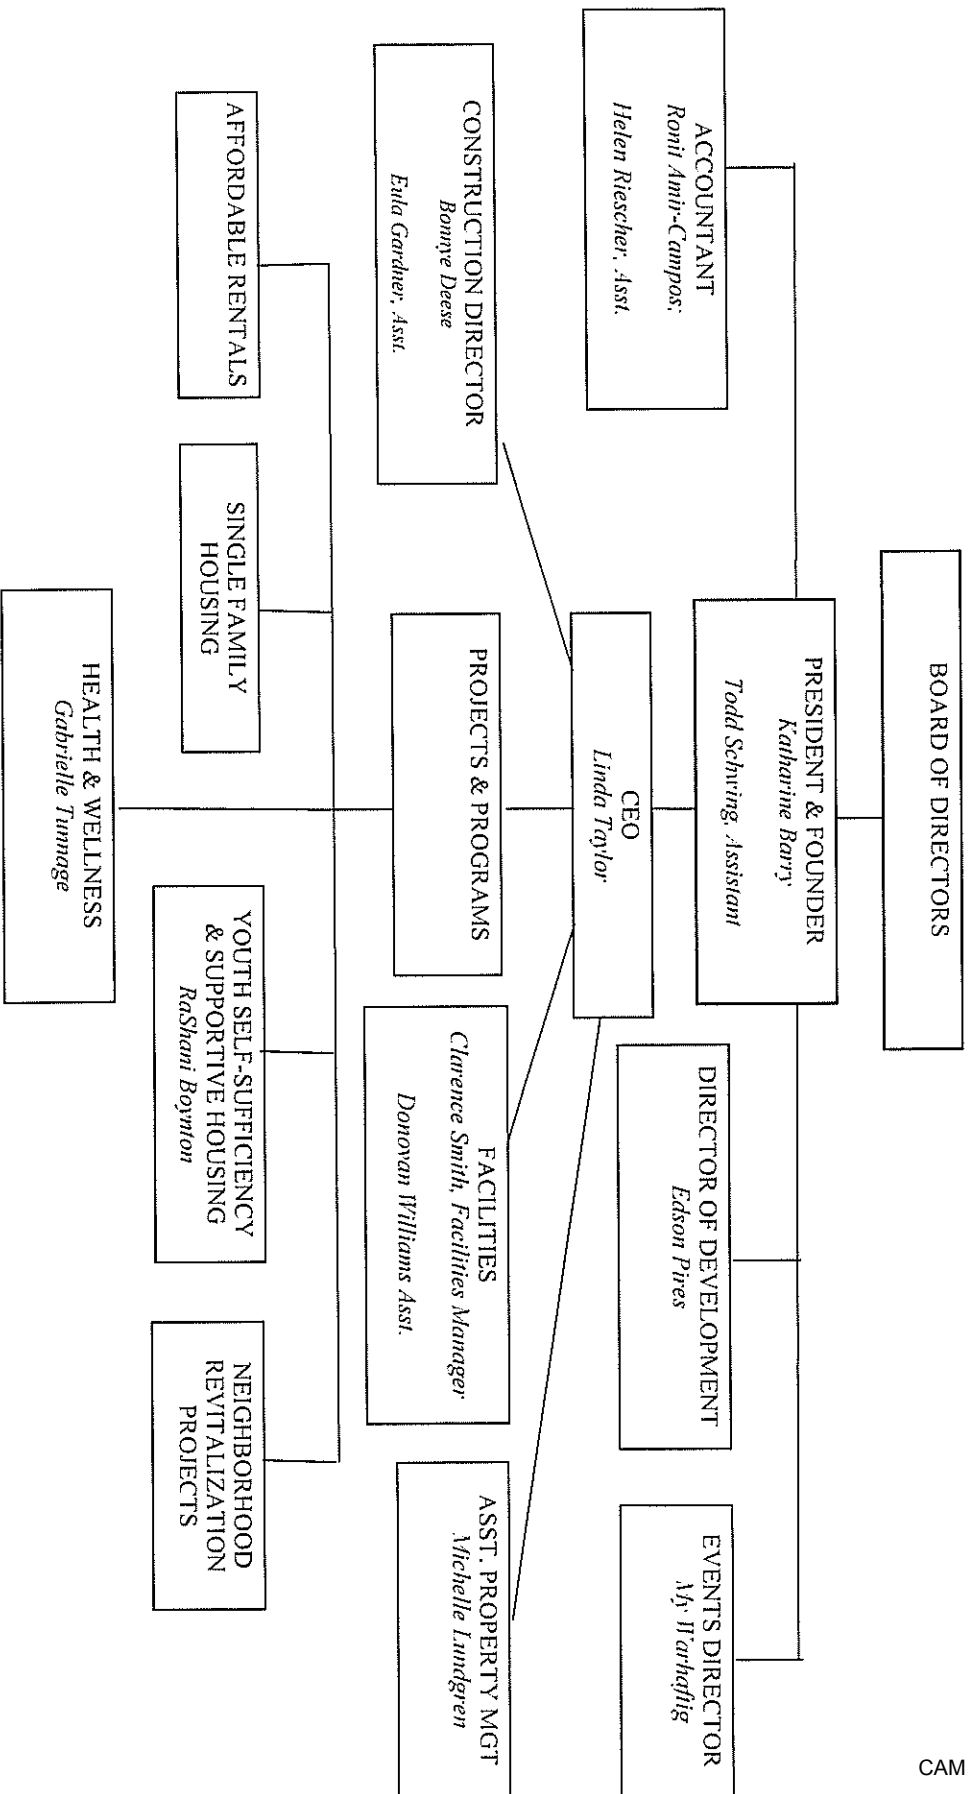 CAM
BOARD OF DIRECTORS
PRESIDENT & FOUNDER
Katharine Barry
Todd Schwing, Assistant
ACCOUNTANT
Ronit Amir-Campos;
Helen Riescher, Asst.
DIRECTOR OF DEVELOPMENT
Edson Pires
EVENTS DIRECTOR
My Warhaftig
CEO
Linda Taylor
CONSTRUCTION DIRECTOR
Bonnye Deese
Eula Gardner, Asst.
PROJECTS & PROGRAMS
FACILITIES
Clarence Smith, Facilities Manager
Donovan Williams Asst.
ASST. PROPERTY MGT
Michelle Lundgren
AFFORDABLE RENTALS
SINGLE FAMILY
HOUSING
YOUTH SELF-SUFFICIENCY
& SUPPORTIVE HOUSING
RaShani Boynton
NEIGHBORHOOD
REVITALIZATION
PROJECTS
HEALTH & WELLNESS
Gabrielle Tunnage